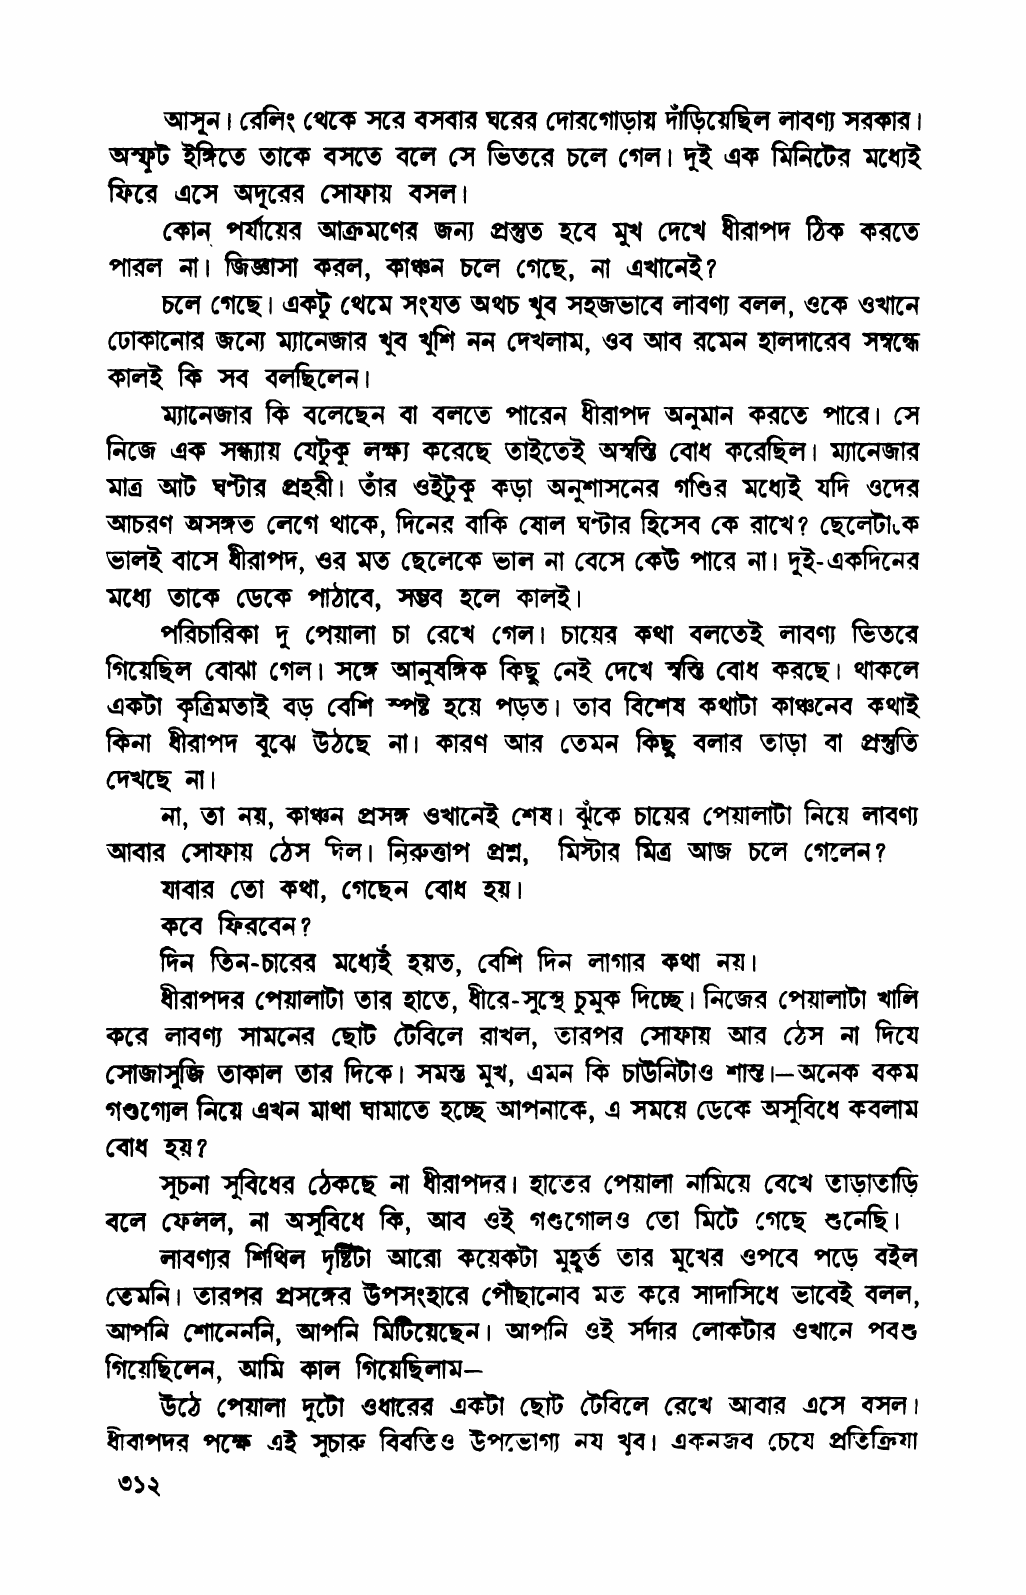 আসুন। রেলিং থেকে সরে বসবার ঘরের দোরগোড়ায় দাঁড়িয়েছিল লাবণ্য সরকার।
অস্ফুট ইঙ্গিতে তাকে বসতে বলে সে ভিতরে চলে গেল। দুই এক মিনিটের মধ্যেই
ফিরে এসে অদূরের সোফায় বসল।
কোন্ পর্যায়ের আক্রমণের জন্য প্রস্তুত হবে মুখ দেখে ধীরাপদ ঠিক করতে
পারল না। জিজ্ঞাসা করল, কাঞ্চন চলে গেছে, না এখানেই?
চলে গেছে। একটু থেমে সংযত অথচ খুব সহজভাবে লাবণ্য বলল, ওকে ওখানে
ঢোকানোর জন্যে ম্যানেজার খুব খুশি নন দেখলাম, ওব আব রমেন হালদারেব সম্বন্ধে
কালই কি সব বলছিলেন।
ম্যানেজার কি বলেছেন বা বলতে পারেন ধীরাপদ অনুমান করতে পারে। সে
নিজে এক সন্ধ্যায় যেটুকু লক্ষ্য করেছে তাইতেই অস্বস্তি বোধ করেছিল। ম্যানেজার
মাত্র আট ঘণ্টার প্রহরী। তাঁর ওইটুকু কড়া অনুশাসনের গণ্ডির মধ্যেই যদি ওদের
আচরণ অসঙ্গত লেগে থাকে, দিনের বাকি ষোল ঘণ্টার হিসেব কে রাখে? ছেলেটাকে
ভালই বাসে ধীরাপদ, ওর মত ছেলেকে ভাল না বেসে কেউ পারে না। দুই-একদিনের
মধ্যে তাকে ডেকে পাঠাবে, সম্ভব হলে কালই।
পরিচারিকা দু পেয়ালা চা রেখে গেল। চায়ের কথা বলতেই লাবণ্য ভিতরে
গিয়েছিল বোঝা গেল। সঙ্গে আনুষঙ্গিক কিছু নেই দেখে স্বস্তি বোধ করছে। থাকলে
একটা কৃত্রিমতাই বড় বেশি স্পষ্ট হয়ে পড়ত। তাব বিশেষ কথাটা কাঞ্চনেব কথাই
কিনা ধীরাপদ বুঝে উঠছে না। কারণ আর তেমন কিছু বলার তাড়া বা প্রস্তুতি
দেখছে না।
না, তা নয়, কাঞ্চন প্রসঙ্গ ওখানেই শেষ। ঝুঁকে চায়ের পেয়ালাটা নিয়ে লাবণ্য
আবার সোফায় ঠেস দিল। নিরুত্তাপ প্রশ্ন, মিস্টার মিত্র আজ চলে গেলেন?
যাবার তো কথা, গেছেন বোধ হয়।
কবে ফিরবেন?
দিন তিন-চারের মধ্যেই হয়ত, বেশি দিন লাগার কথা নয়।
ধীরাপদর পেয়ালাটা তার হাতে, ধীরে-সুস্থে চুমুক দিচ্ছে। নিজের পেয়ালাটা খালি
করে লাবণ্য সামনের ছোট টেবিলে রাখল, তারপর সোফায় আর ঠেস না দিযে
সোজাসুজি তাকাল তার দিকে। সমস্ত মুখ, এমন কি চাউনিটাও শান্ত।—অনেক বকম
গণ্ডগোল নিয়ে এখন মাথা ঘামাতে হচ্ছে আপনাকে, এ সময়ে ডেকে অসুবিধে কবলাম
বোধ হয়?
সূচনা সুবিধের ঠেকছে না ধীরাপদর। হাতের পেয়ালা নামিয়ে বেখে তাড়াতাড়ি
বলে ফেলল, না অসুবিধে কি, আব ওই গণ্ডগোলও তো মিটে গেছে শুনেছি।
লাবণ্যর শিথিল দৃষ্টিটা আরো কয়েকটা মুহূর্ত তার মুখের ওপবে পড়ে বইল
তেমনি। তারপর প্রসঙ্গের উপসংহারে পৌঁছানোব মত করে সাদাসিধে ভাবেই বলল,
আপনি শোনেননি, আপনি মিটিয়েছেন। আপনি ওই সর্দার লোকটার ওখানে পবশু
গিয়েছিলেন, আমি কাল গিয়েছিলাম—
উঠে পেয়ালা দুটো ওধারের একটা ছোট টেবিলে রেখে আবার এসে বসল।
ধীবাপদর পক্ষে এই সুচারু বিবতিও উপভোগ্য নয খুব। একনজব চেযে প্রতিক্রিযা
৩১২